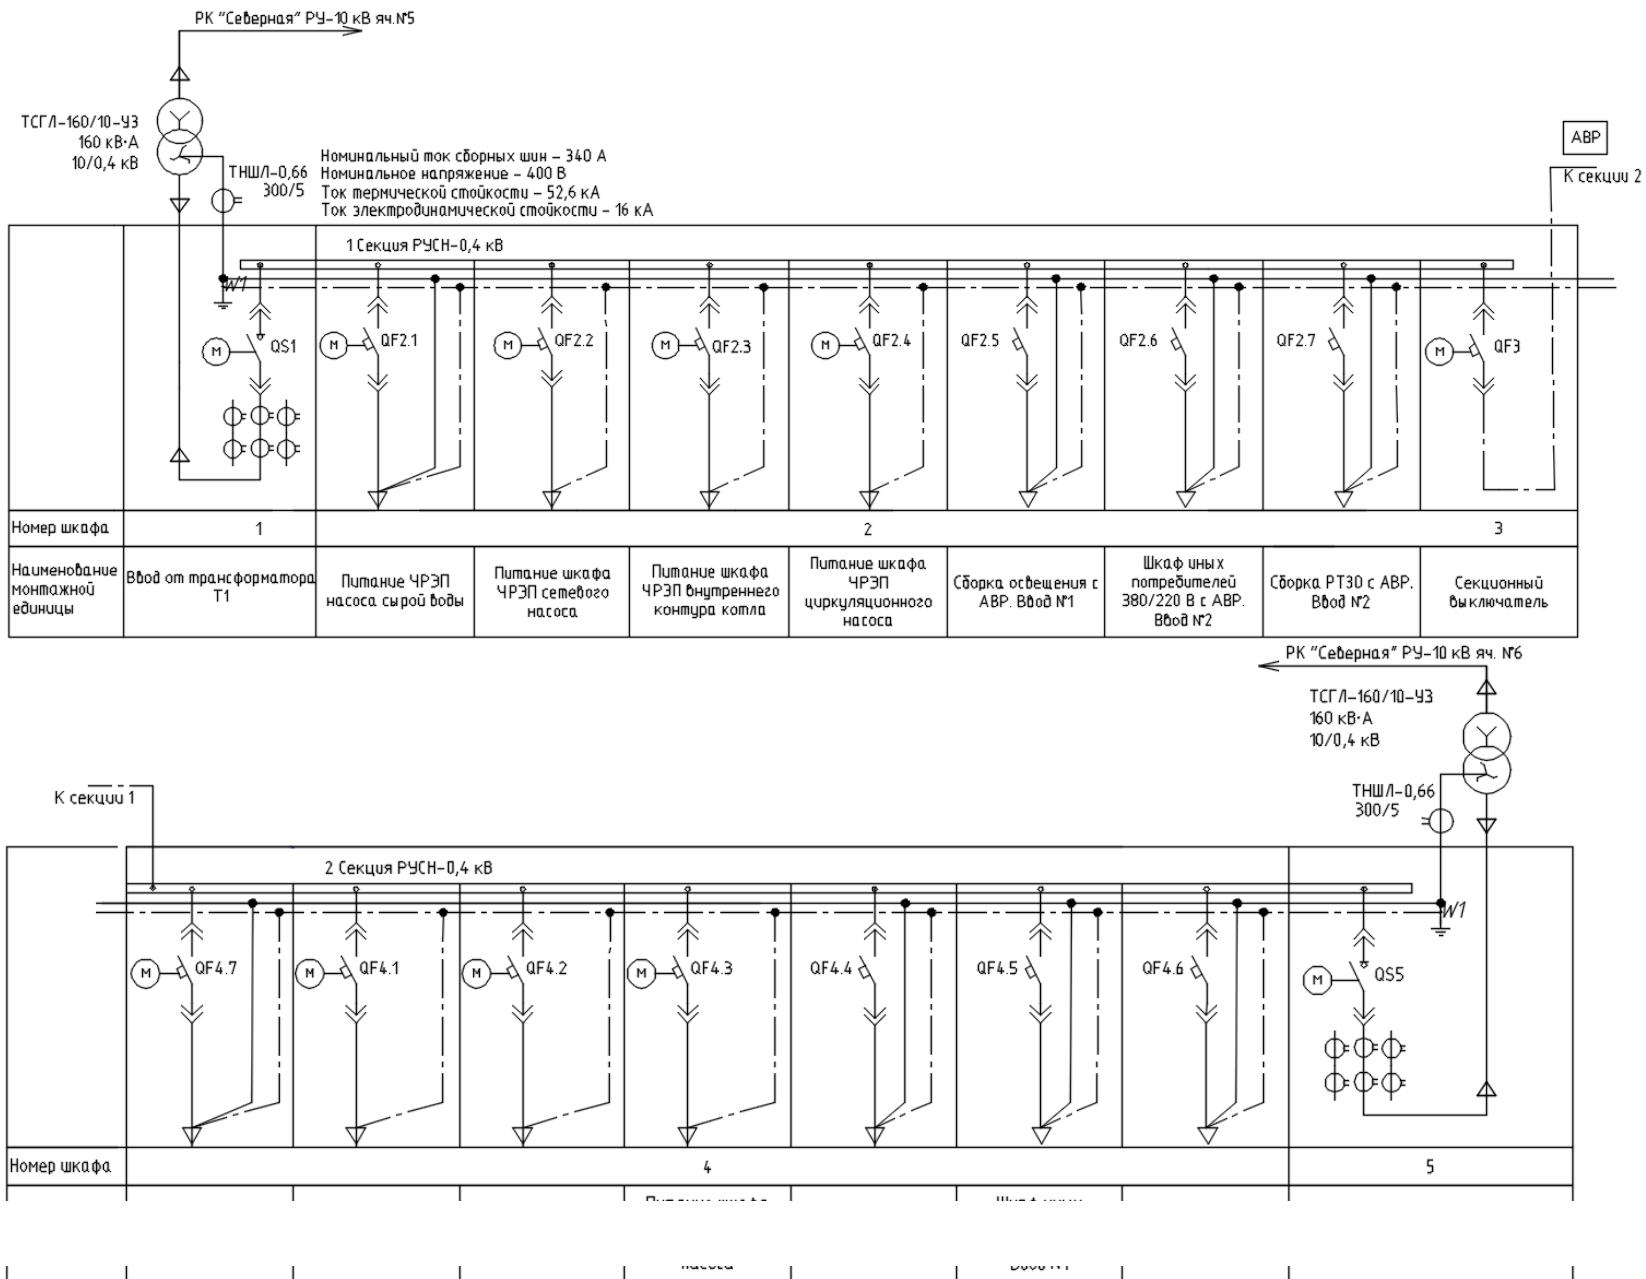 РК "Северная" РУ-10 кВ яч.№5
ТСГЛ-160/10-УЗ
160 кВ·А
10/0,4 кВ
ТНШЛ-0,66
300/5
Номинальный ток сборных шин - 340 А
Номинальное напряжение - 400 В
Ток термической стойкости - 52,6 кА
Ток электродинамической стойкости - 16 кА
АВР
К секции 2
1 Секция РУСН-0,4 кВ
W1
М QS1
М QF2.1
М QF2.2
М QF2.3
М QF2.4
QF2.5
QF2.6
QF2.7
М QF3
Номер шкафа
1
2
3
Наименование
монтажной
единицы
Ввод от трансформатора
Т1
Питание ЧРЭП
насоса сырой воды
Питание шкафа
ЧРЭП сетевого
насоса
Питание шкафа
ЧРЭП внутреннего
контура котла
Питание шкафа
ЧРЭП
циркуляционного
насоса
Сборка освещения с
АВР. Ввод №1
Шкаф иных
потребителей
380/220 В с АВР.
Ввод №2
Сборка РТ30 с АВР.
Ввод №2
Секционный
выключатель
РК "Северная" РУ-10 кВ яч. №6
ТСГЛ-160/10-УЗ
160 кВ·А
10/0,4 кВ
ТНШЛ-0,66
300/5
К секции 1
2 Секция РУСН-0,4 кВ
W1
М QF4.7
М QF4.1
М QF4.2
М QF4.3
QF4.4
QF4.5
QF4.6
М QS5
Номер шкафа
4
5